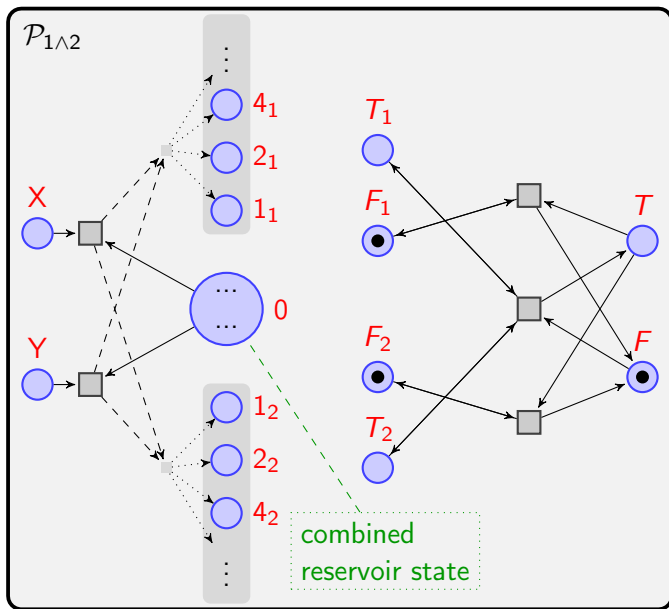 𝒫₁∧₂
⋮
4₁
2₁
1₁
X
Y
...
...
0
1₂
2₂
4₂
⋮
T₁
F₁
F₂
T₂
T
F
combined
reservoir state